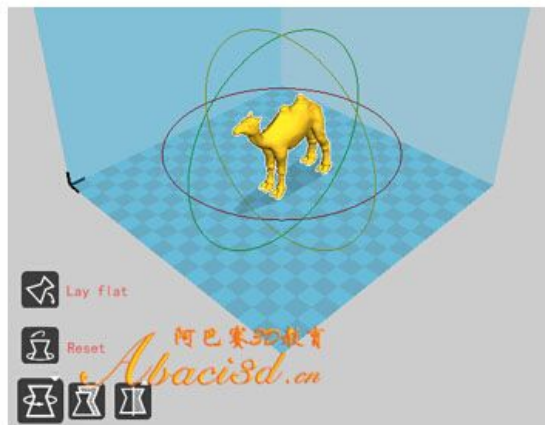 Lay flat
阿巴赛3D教育
Reset
Abaci3d.cn